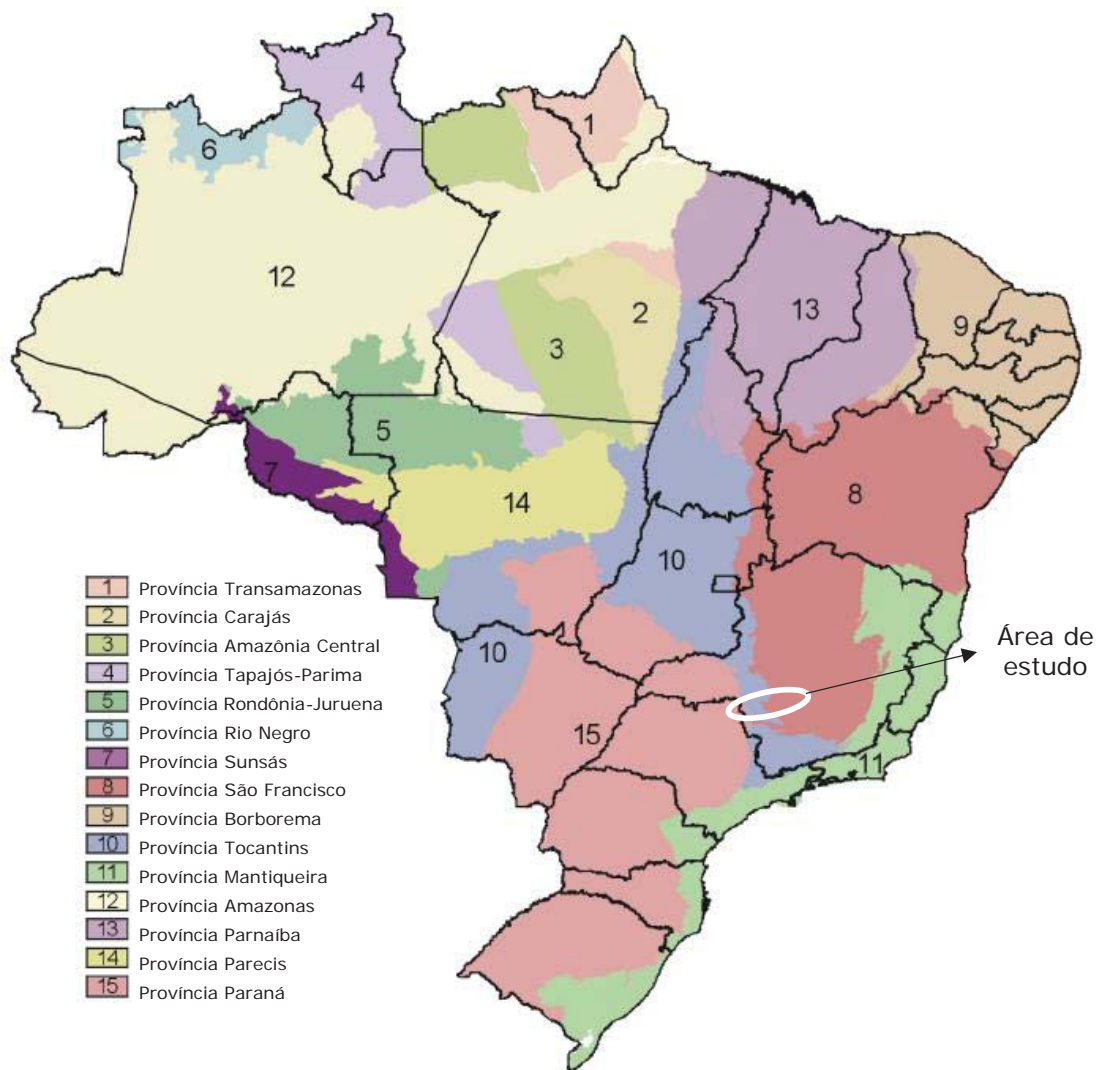 4
1
6
12
2
3
13
9
5
7
14
8
10
10
15
11
Área de
estudo
1 Província Transamazonas
2 Província Carajás
3 Província Amazônia Central
4 Província Tapajós-Parima
5 Província Rondônia-Juruena
6 Província Rio Negro
7 Província Sunsás
8 Província São Francisco
9 Província Borborema
10 Província Tocantins
11 Província Mantiqueira
12 Província Amazonas
13 Província Parnaíba
14 Província Parecis
15 Província Paraná